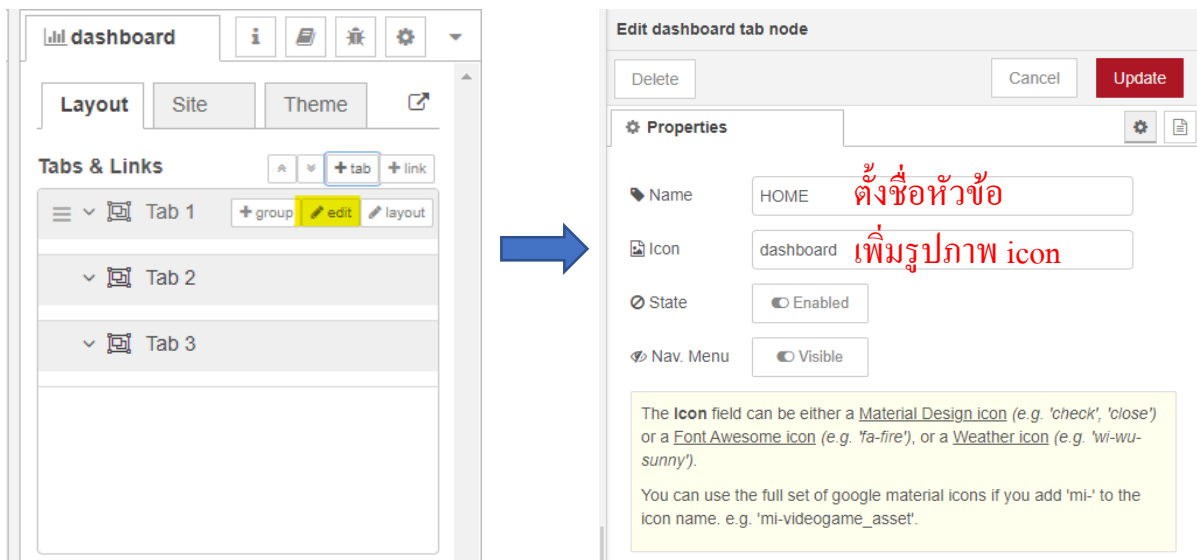 dashboard
i
Layout
Site
Theme
Tabs & Links
+ tab
+ link
Tab 1
+ group
edit
layout
Tab 2
Tab 3
Edit dashboard tab node
Delete
Cancel
Update
Properties
Name
HOME
ตั้งชื่อหัวข้อ
Icon
dashboard
เพิ่มรูปภาพ icon
State
Enabled
Nav. Menu
Visible
The Icon field can be either a Material Design icon (e.g. 'check', 'close')
or a Font Awesome icon (e.g. 'fa-fire'), or a Weather icon (e.g. 'wi-wu-
sunny').
You can use the full set of google material icons if you add 'mi-' to the
icon name. e.g. 'mi-videogame_asset'.